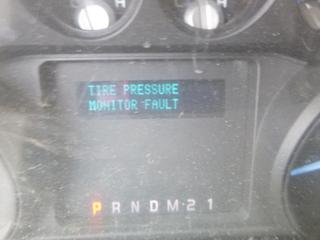 C H
H
TIRE PRESSURE
MONITOR FAULT
P R N D M 2 1